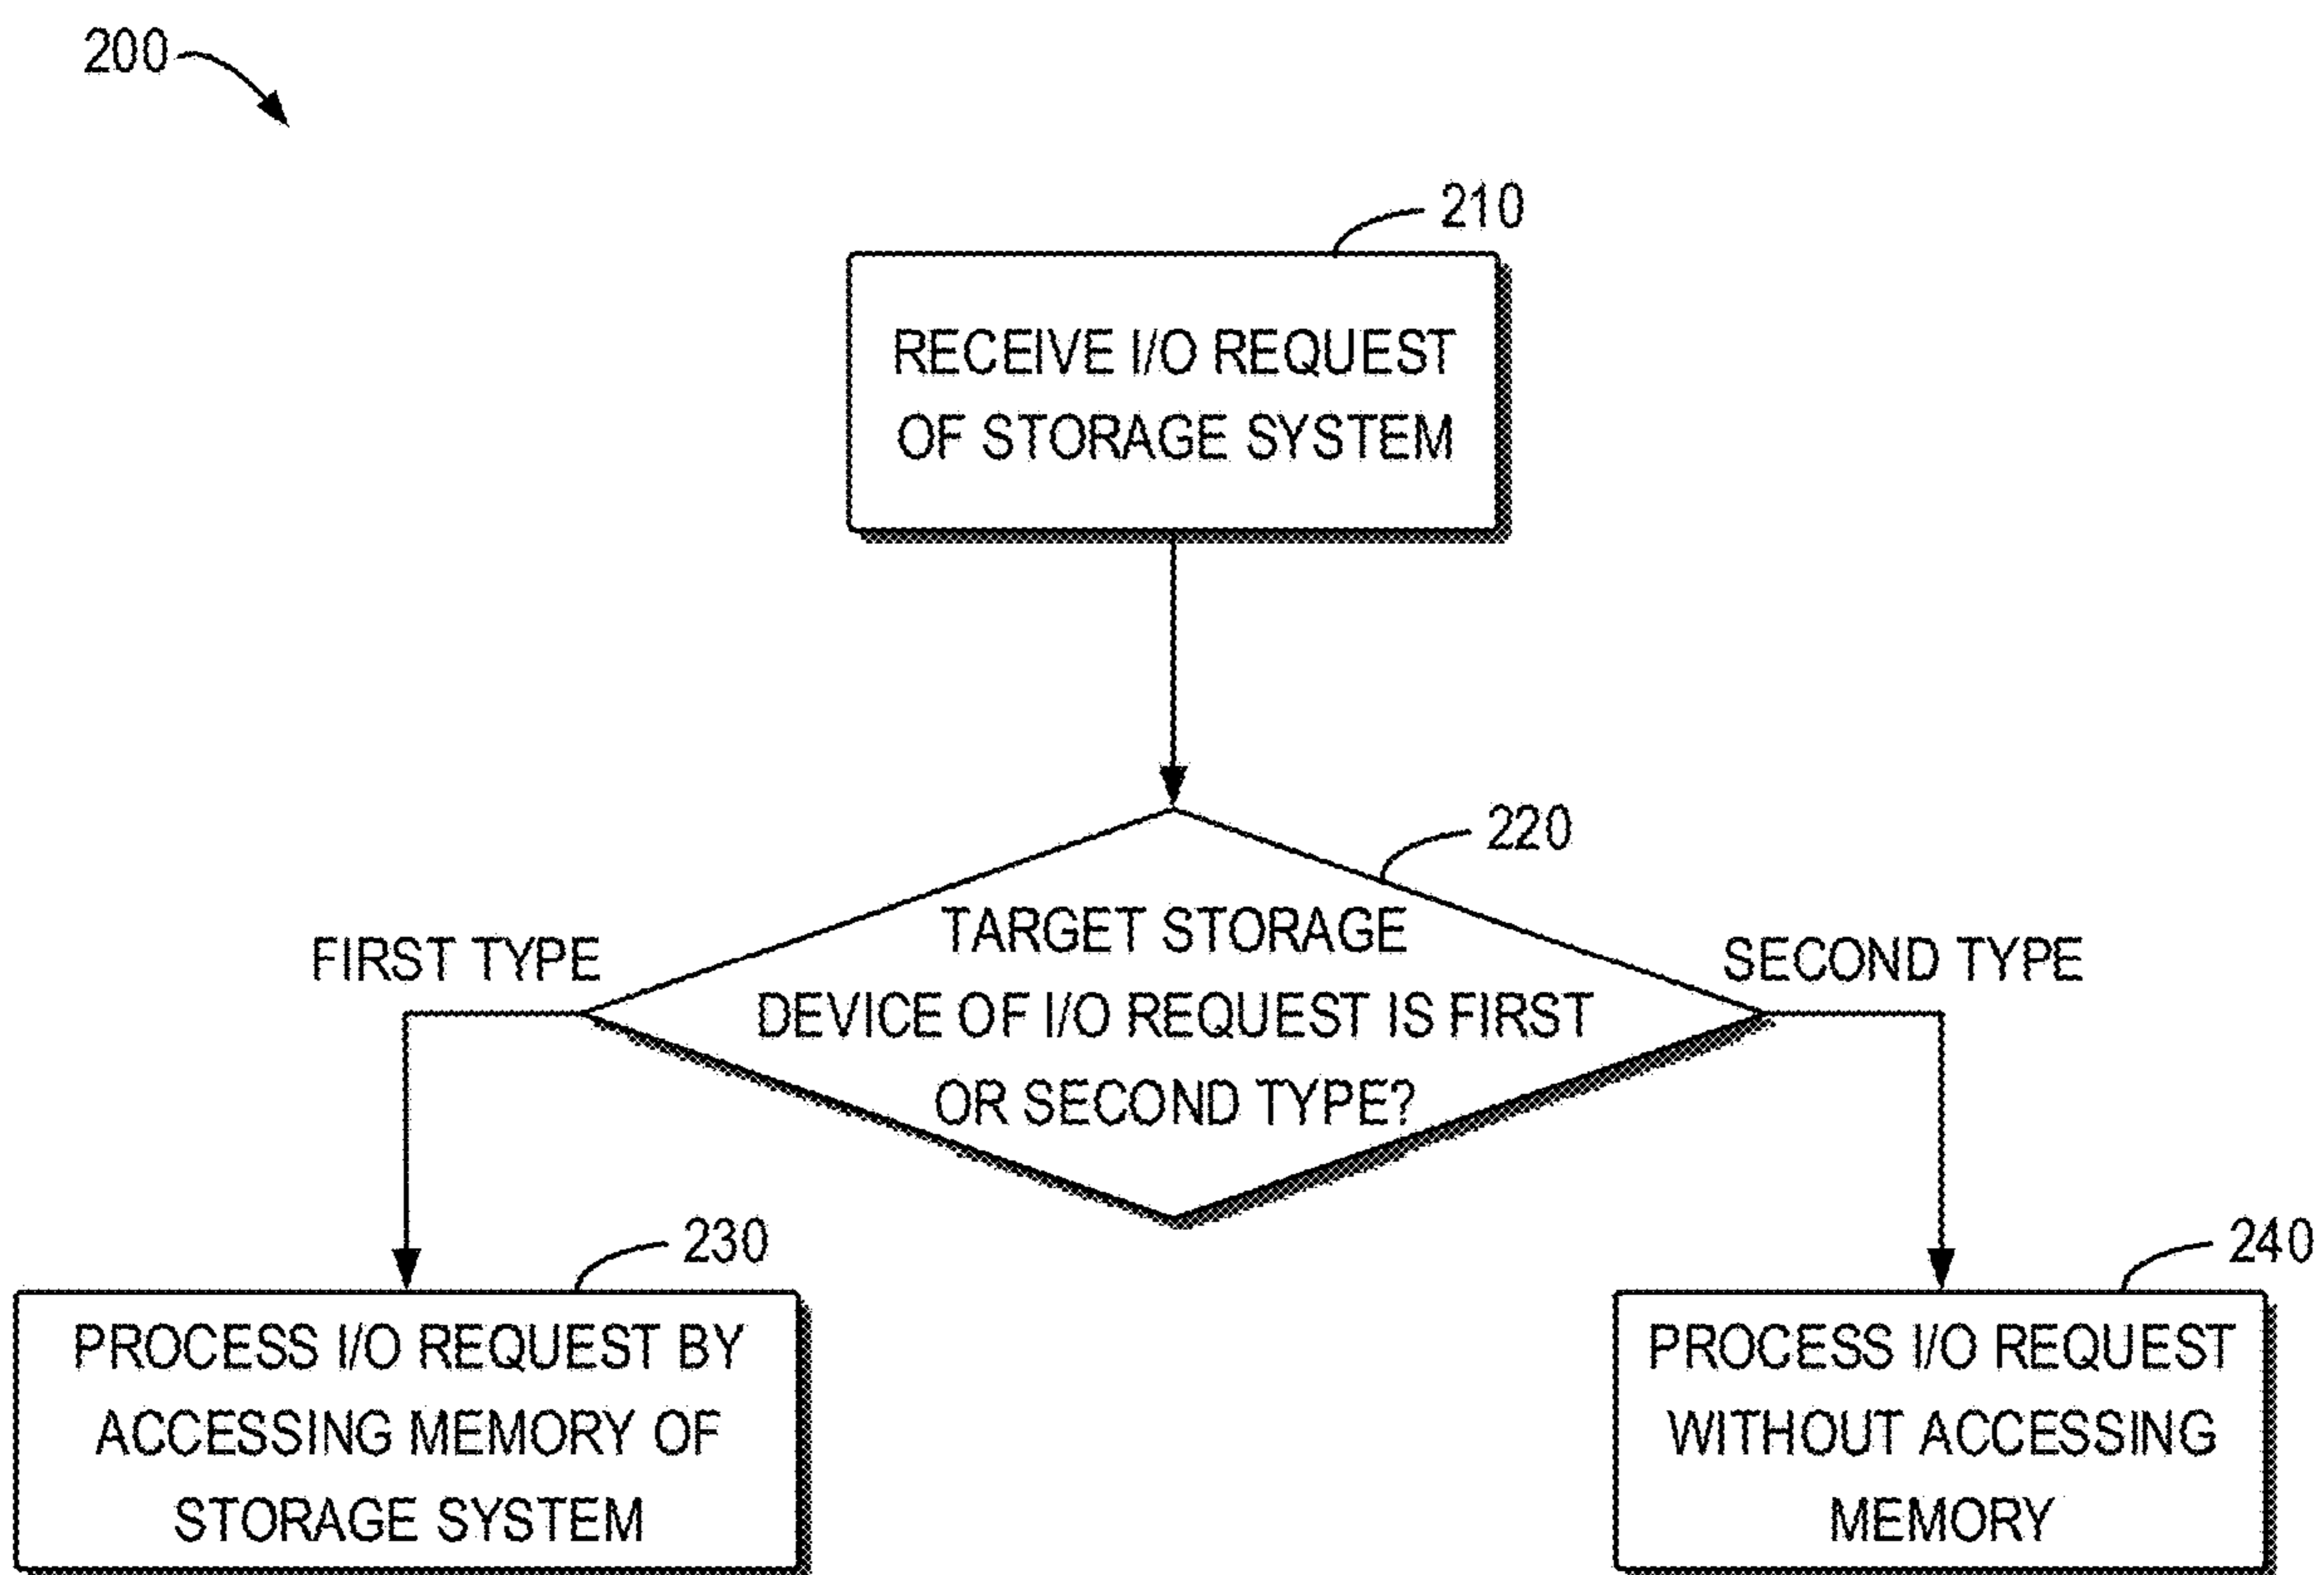 200
210
RECEIVE I/O REQUEST
OF STORAGE SYSTEM
220
TARGET STORAGE
FIRST TYPE
SECOND TYPE
DEVICE OF I/O REQUEST IS FIRST
OR SECOND TYPE?
230
240
PROCESS I/O REQUEST BY
ACCESSING MEMORY OF
STORAGE SYSTEM
PROCESS I/O REQUEST
WITHOUT ACCESSING
MEMORY